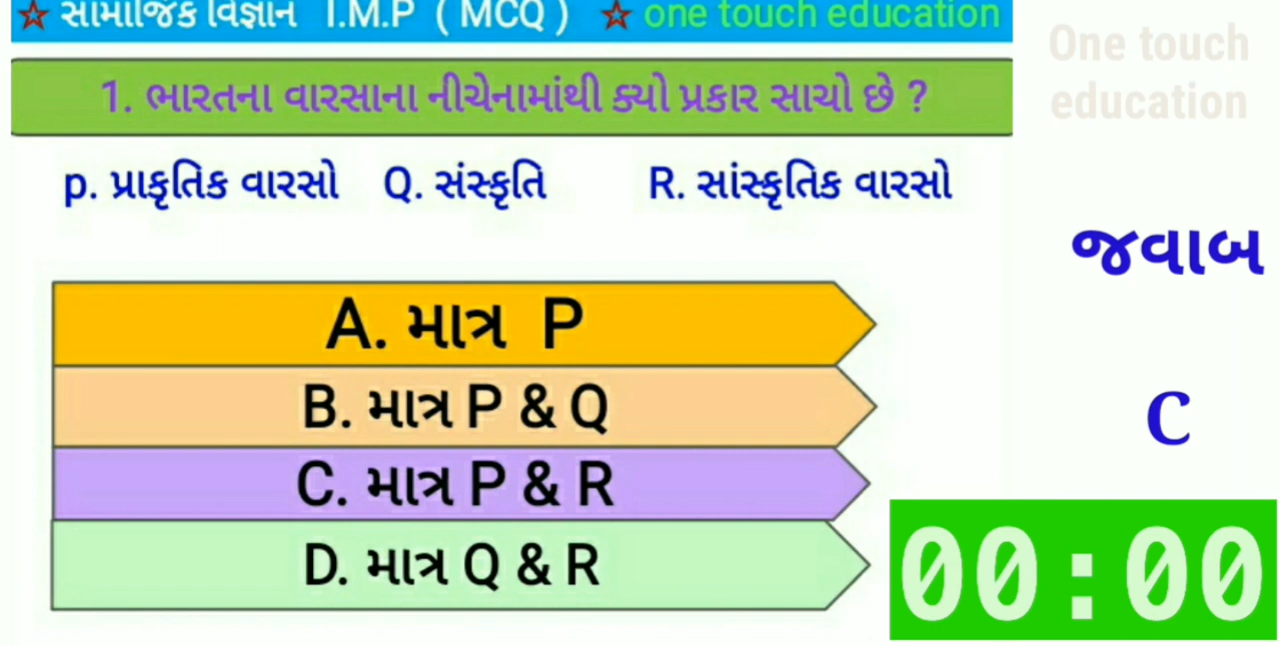 ☆ સામાજિક વિજ્ઞાન I.M.P ( MCQ ) ☆ one touch education
One touch
education
1. ભારતના વારસાના નીચેનામાંથી ક્યો પ્રકાર સાચો છે ?
p. પ્રાકૃતિક વારસો Q. સંસ્કૃતિ R. સાંસ્કૃતિક વારસો
જવાબ
A. માત્ર P
B. માત્ર P & Q
C
C. માત્ર P & R
D. માત્ર Q & R
00:00